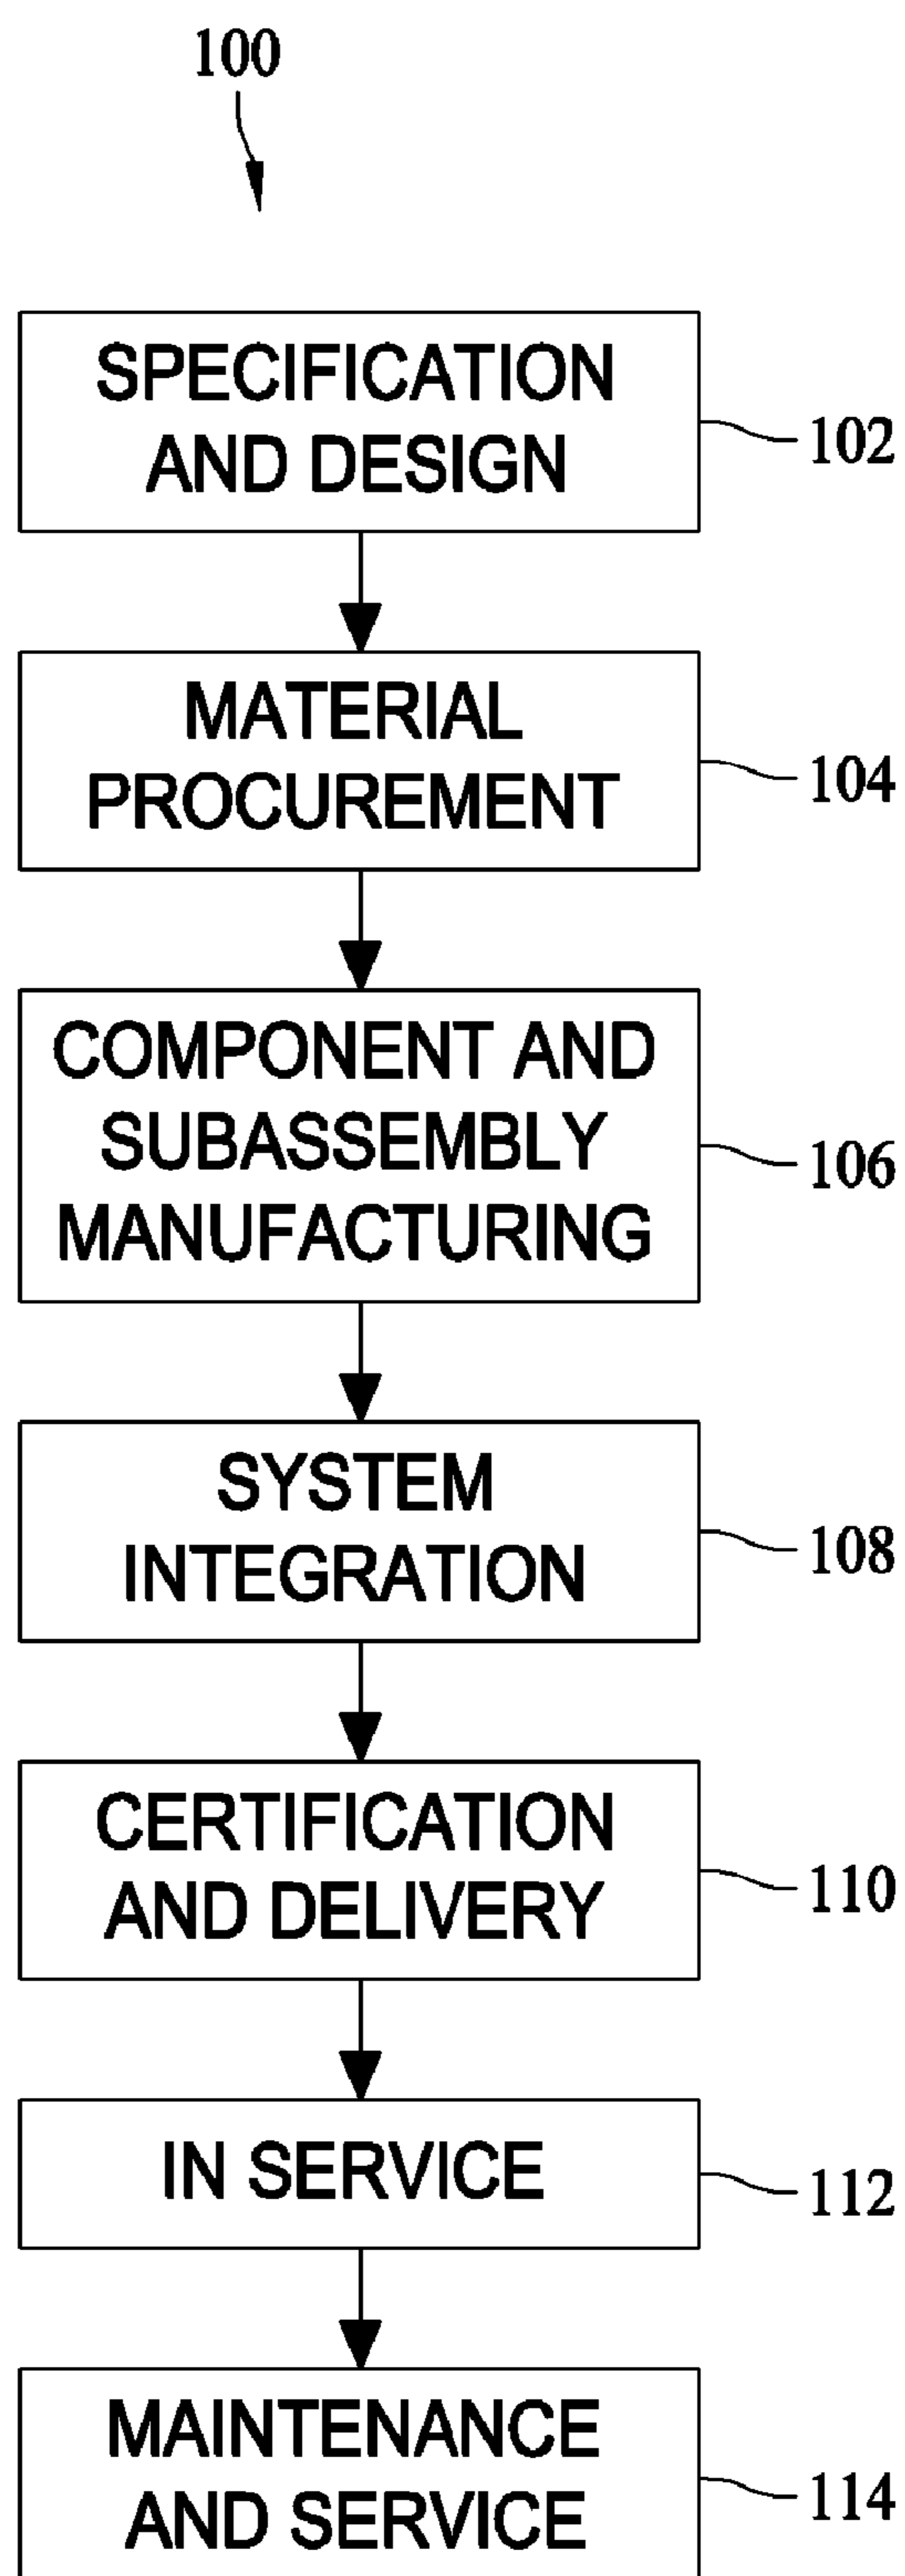 100
SPECIFICATION
AND DESIGN
102
MATERIAL
PROCUREMENT
104
COMPONENT AND
SUBASSEMBLY
MANUFACTURING
106
SYSTEM
INTEGRATION
108
CERTIFICATION
AND DELIVERY
110
IN SERVICE
112
MAINTENANCE
AND SERVICE
114